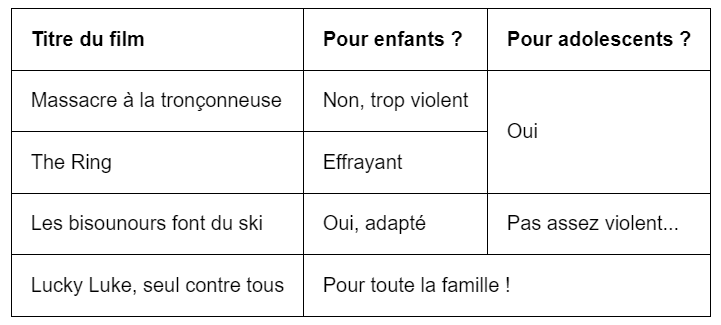 Titre du film
Pour enfants ?
Pour adolescents ?
Massacre à la tronçonneuse
Non, trop violent
Oui
The Ring
Effrayant
Les bisounours font du ski
Oui, adapté
Pas assez violent...
Lucky Luke, seul contre tous
Pour toute la famille !